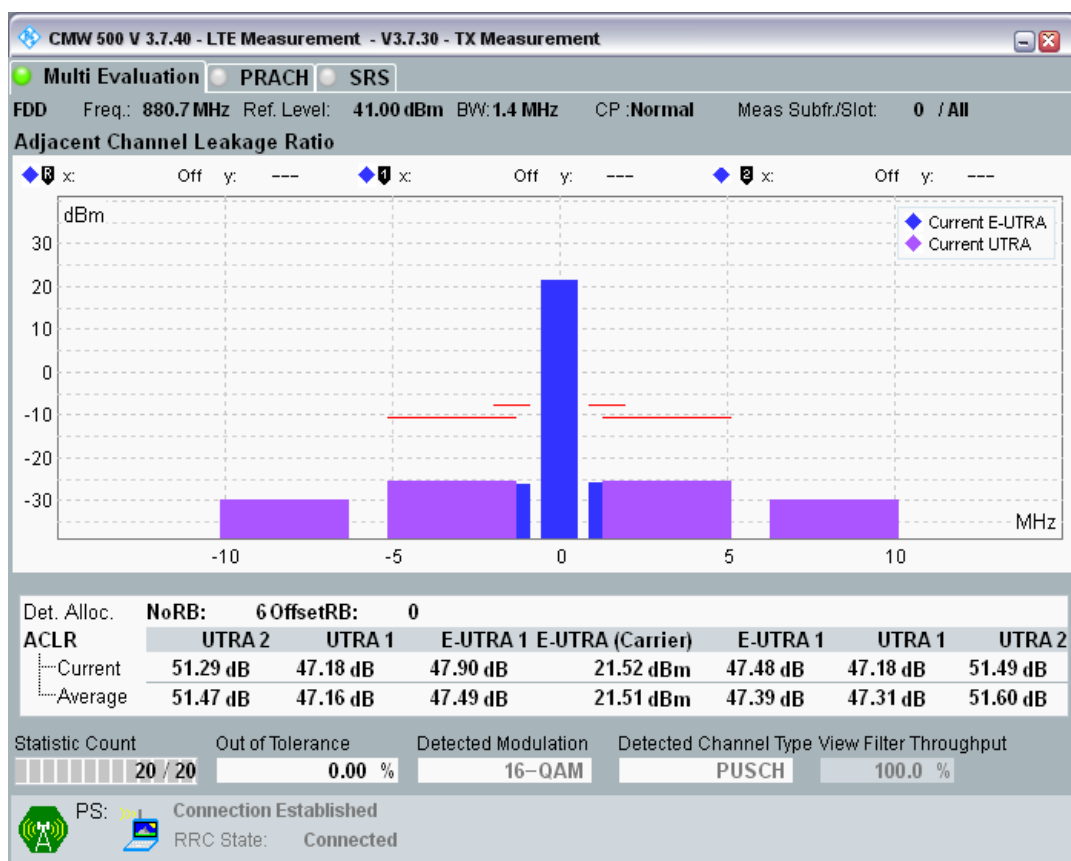 CMW 500 V 3.7.40 - LTE Measurement - V3.7.30 - TX Measurement
Multi Evaluation PRACH SRS
FDD Freq.: 880.7 MHz Ref. Level: 41.00 dBm BW: 1.4 MHz CP :Normal Meas Subfr./Slot: 0 / All
Adjacent Channel Leakage Ratio
R x: Off y: --- 1 x: Off y: --- 2 x: Off y: ---
dBm
Current E-UTRA
Current UTRA
30
20
10
0
-10
-20
-30
MHz
-10 -5 0 5 10
Det. Alloc. NoRB: 6 OffsetRB: 0
ACLR UTRA 2 UTRA 1 E-UTRA 1 E-UTRA (Carrier) E-UTRA 1 UTRA 1 UTRA 2
Current 51.29 dB 47.18 dB 47.90 dB 21.52 dBm 47.48 dB 47.18 dB 51.49 dB
Average 51.47 dB 47.16 dB 47.49 dB 21.51 dBm 47.39 dB 47.31 dB 51.60 dB
Statistic Count Out of Tolerance Detected Modulation Detected Channel Type View Filter Throughput
20 / 20 0.00 % 16-QAM PUSCH 100.0 %
PS: Connection Established
RRC State: Connected